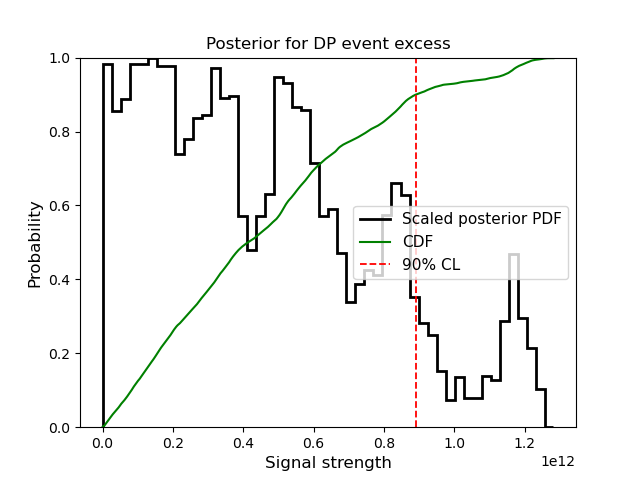 Posterior for DP event excess
Probability
1.0
0.8
0.6
0.4
0.2
0.0
Scaled posterior PDF
CDF
90% CL
0.0 0.2 0.4 0.6 0.8 1.0 1.2
1e12
Signal strength